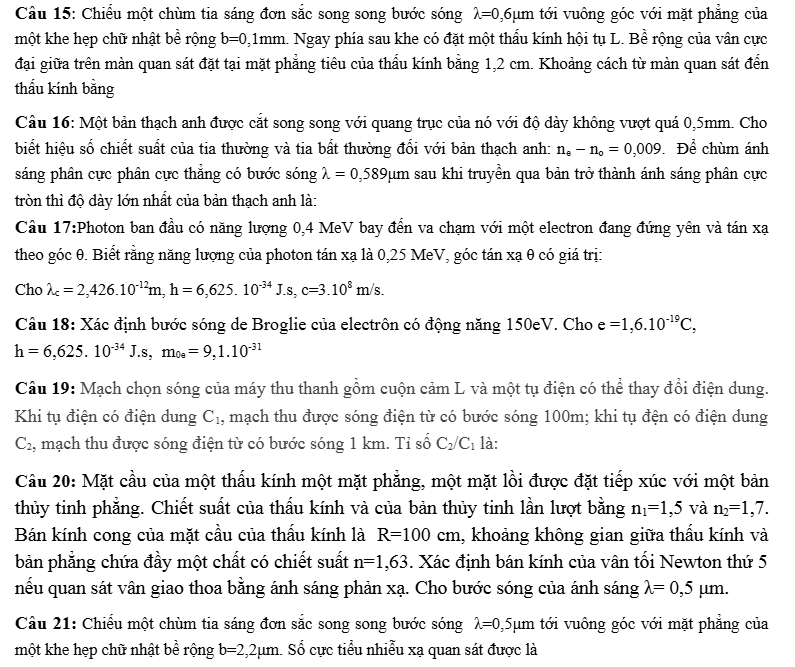 Câu 15: Chiếu một chùm tia sáng đơn sắc song song bước sóng λ=0,6µm tới vuông góc với mặt phẳng của
một khe hẹp chữ nhật bề rộng b=0,1mm. Ngay phía sau khe có đặt một thấu kính hội tụ L. Bề rộng của vân cực
đại giữa trên màn quan sát đặt tại mặt phẳng tiêu của thấu kính bằng 1,2 cm. Khoảng cách từ màn quan sát đến
thấu kính bằng
Câu 16: Một bản thạch anh được cắt song song với quang trục của nó với độ dày không vượt quá 0,5mm. Cho
biết hiệu số chiết suất của tia thường và tia bất thường đối với bản thạch anh: nₑ – nₒ = 0,009. Để chùm ánh
sáng phân cực phân cực thẳng có bước sóng λ = 0,589µm sau khi truyền qua bản trở thành ánh sáng phân cực
tròn thì độ dày lớn nhất của bản thạch anh là:
Câu 17:Photon ban đầu có năng lượng 0,4 MeV bay đến va chạm với một electron đang đứng yên và tán xạ
theo góc θ. Biết rằng năng lượng của photon tán xạ là 0,25 MeV, góc tán xạ θ có giá trị:
Cho λc = 2,426.10⁻¹²m, h = 6,625. 10⁻³⁴ J.s, c=3.10⁸ m/s.
Câu 18: Xác định bước sóng de Broglie của electrôn có động năng 150eV. Cho e =1,6.10⁻¹⁹C,
h = 6,625. 10⁻³⁴ J.s, m₀ₑ = 9,1.10⁻³¹
Câu 19: Mạch chọn sóng của máy thu thanh gồm cuộn cảm L và một tụ điện có thể thay đổi điện dung.
Khi tụ điện có điện dung C₁, mạch thu được sóng điện từ có bước sóng 100m; khi tụ đện có điện dung
C₂, mạch thu được sóng điện từ có bước sóng 1 km. Tỉ số C₂/C₁ là:
Câu 20: Mặt cầu của một thấu kính một mặt phẳng, một mặt lồi được đặt tiếp xúc với một bản
thủy tinh phẳng. Chiết suất của thấu kính và của bản thủy tinh lần lượt bằng n₁=1,5 và n₂=1,7.
Bán kính cong của mặt cầu của thấu kính là R=100 cm, khoảng không gian giữa thấu kính và
bản phẳng chứa đầy một chất có chiết suất n=1,63. Xác định bán kính của vân tối Newton thứ 5
nếu quan sát vân giao thoa bằng ánh sáng phản xạ. Cho bước sóng của ánh sáng λ= 0,5 µm.
Câu 21: Chiếu một chùm tia sáng đơn sắc song song bước sóng λ=0,5µm tới vuông góc với mặt phẳng của
một khe hẹp chữ nhật bề rộng b=2,2µm. Số cực tiểu nhiễu xạ quan sát được là